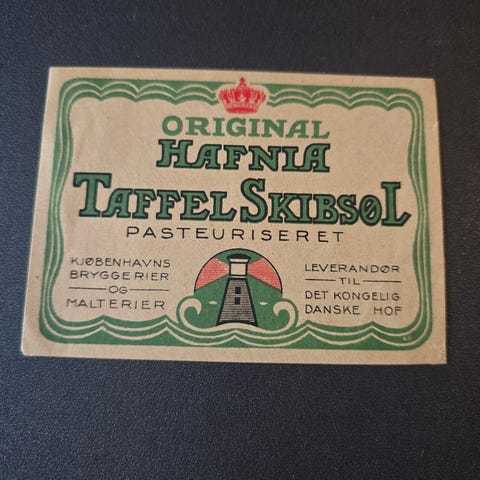 ORIGINAL
HAFNIA
TAFFEL SKIBSØL
PASTEURISERET
KJØBENHAVNS
BRYGGERIER
OG
MALTERIER
LEVERANDØR
TIL
DET KONGELIG
DANSKE HOF